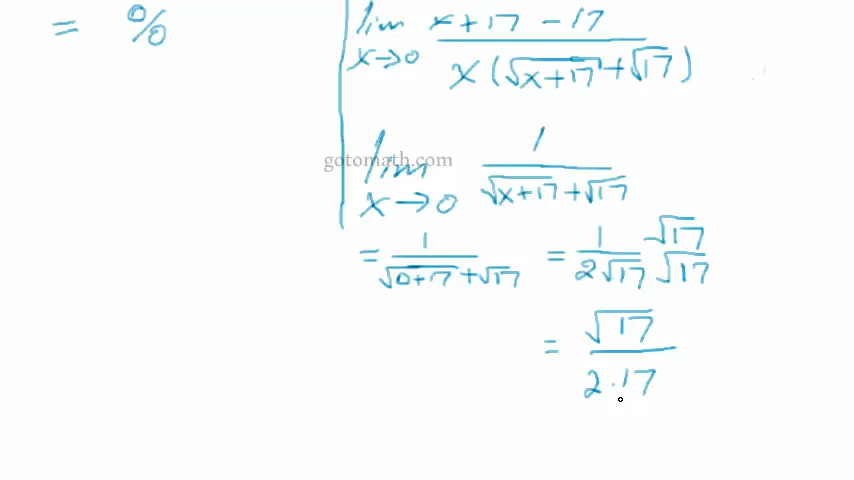 = 0/0
lim x→0 (x+17 −17)/(x(√(x+17)+√17))
gotomath.com
lim x→0 1/(√(x+17)+√17)
= 1/(√(0+17)+√17) = 1/(2√17) √17/√17
= √17/(2·17)